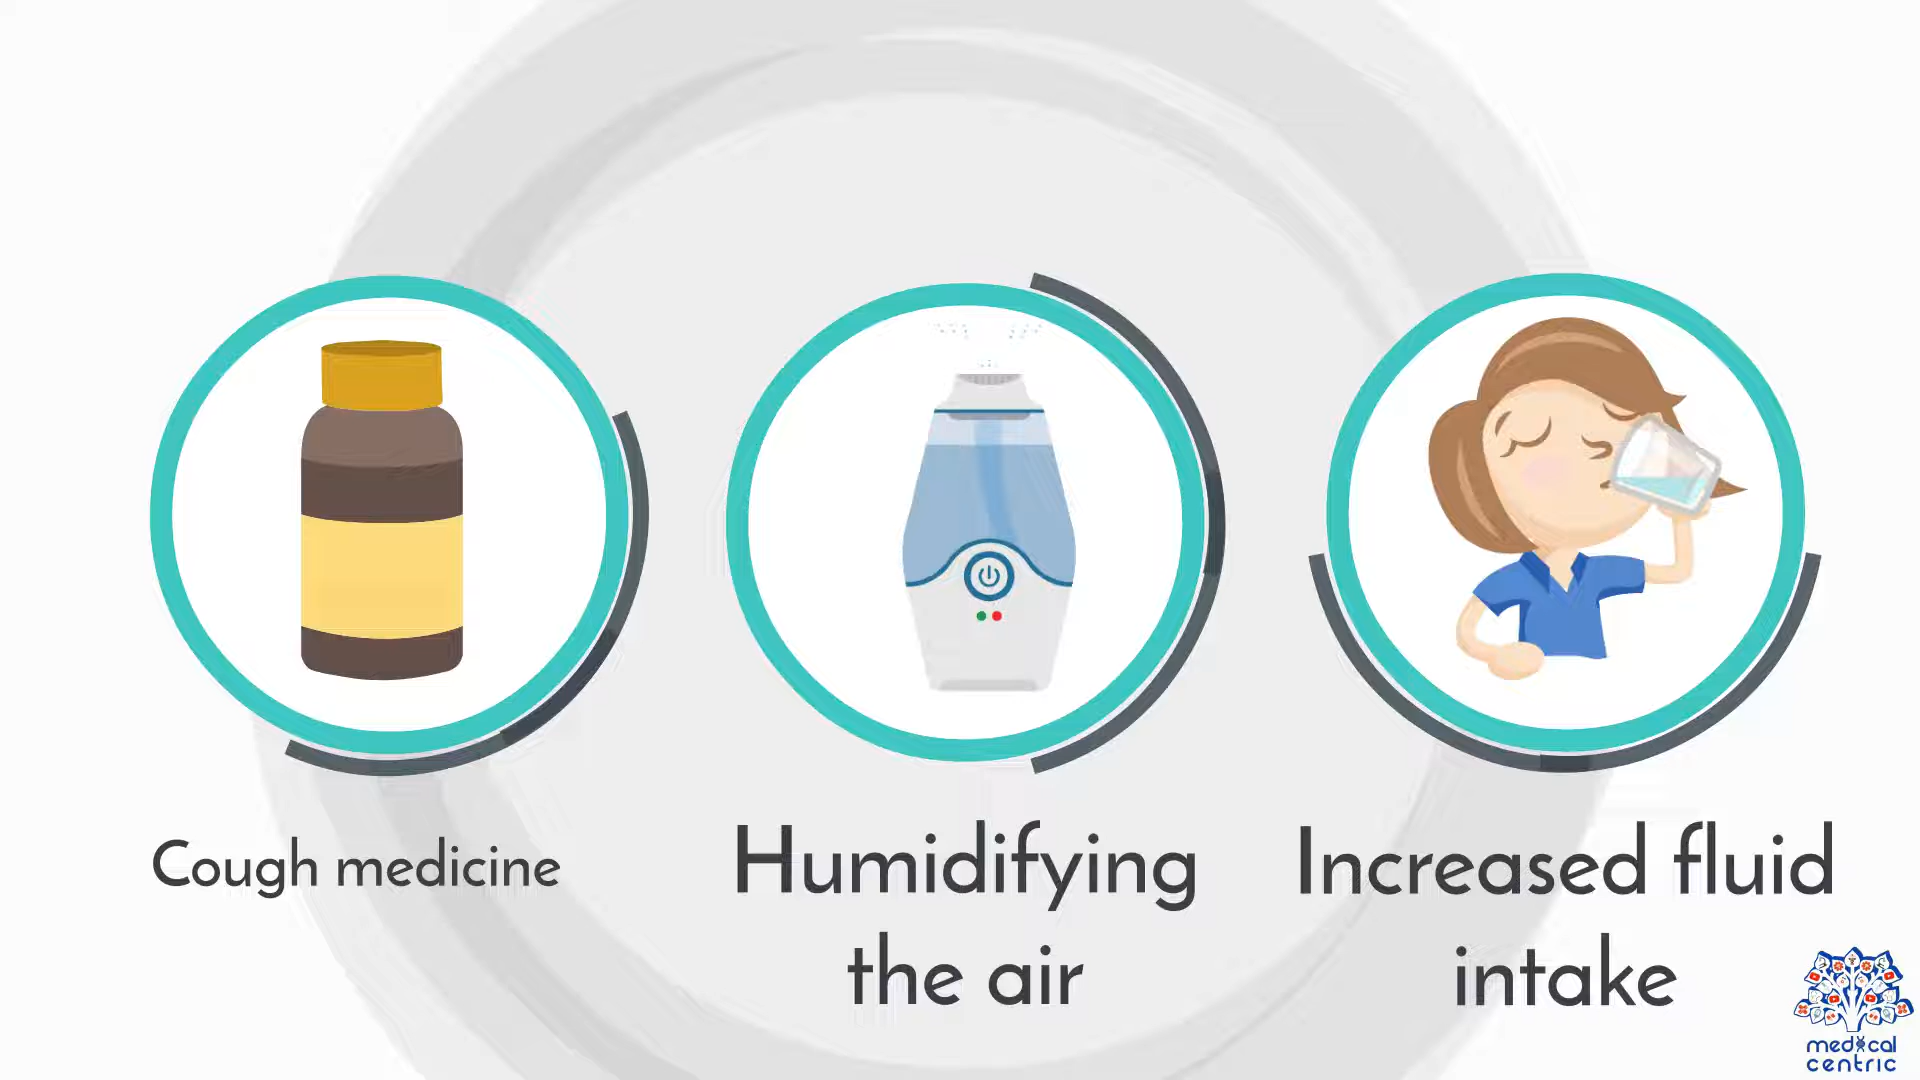 Cough medicine
Humidifying
the air
Increased fluid
intake
medical
centric